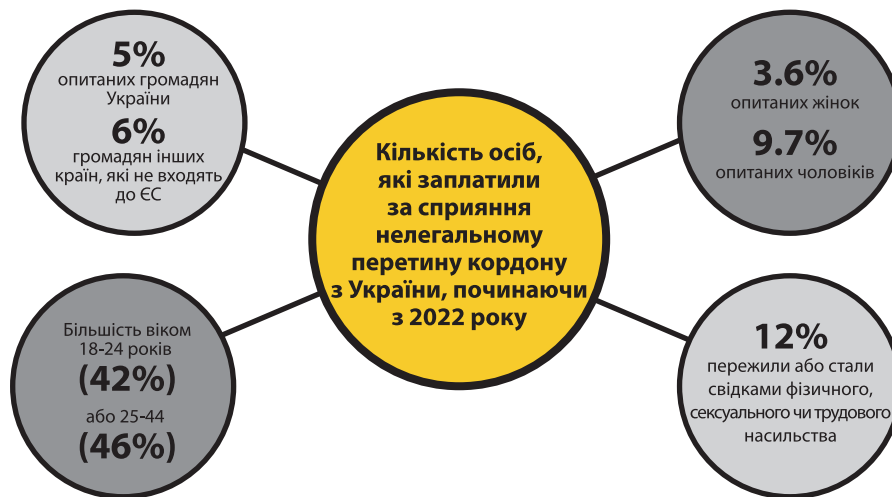 5%
опитаних громадян
України
6%
громадян інших
країн, які не входять
до ЄС
Кількість осіб,
які заплатили
за сприяння
нелегальному
перетину кордону
з України, починаючи
з 2022 року
3.6%
опитаних жінок
9.7%
опитаних чоловіків
Більшість віком
18-24 років
(42%)
або 25-44
(46%)
12%
пережили або стали
свідками фізичного,
сексуального чи трудового
насильства